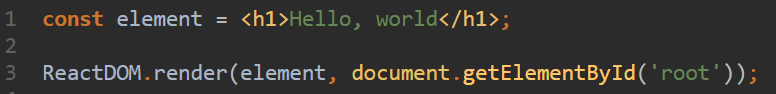 1 const element = <h1>Hello, world</h1>;
2
3 ReactDOM.render(element, document.getElementById('root'));